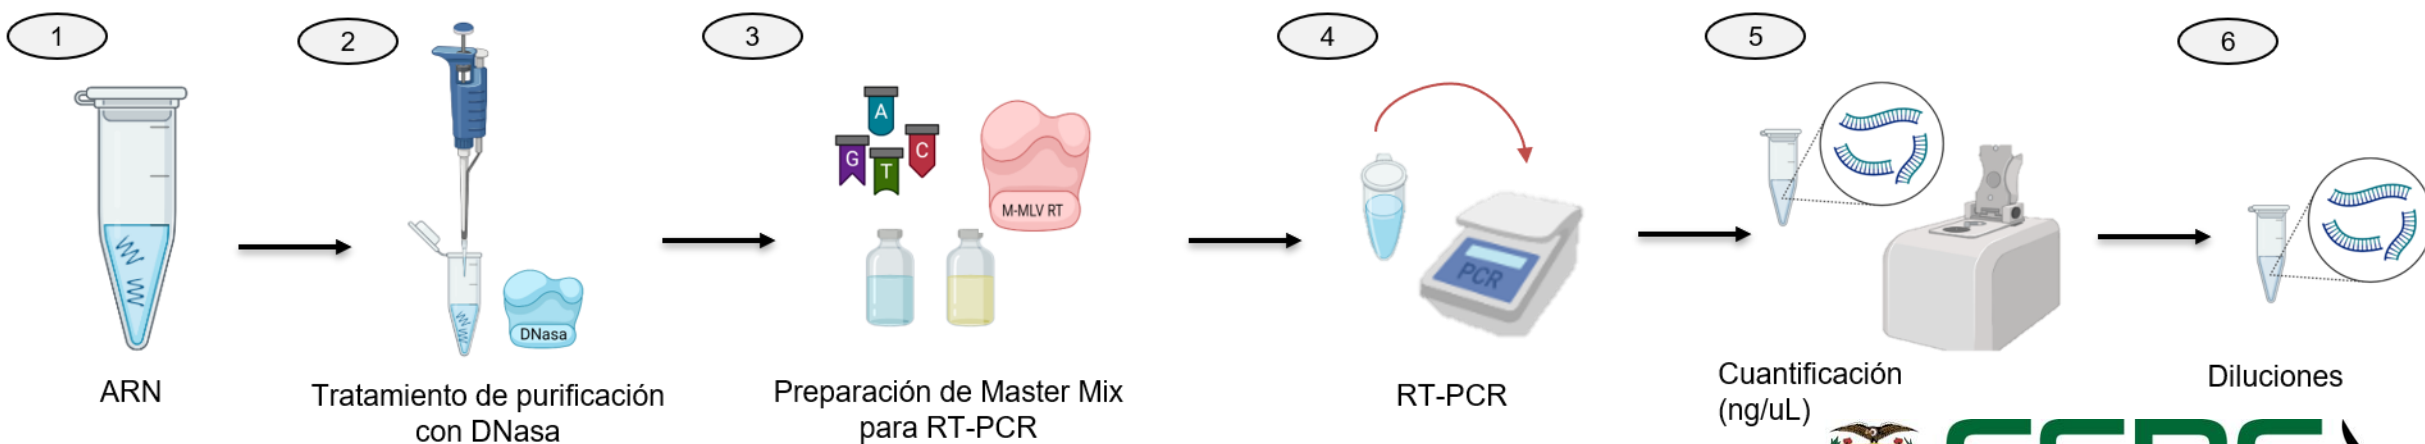 1
2
3
4
5
6
A
G
C
T
M-MLV RT
DNasa
PCR
ARN
Tratamiento de purificación
con DNasa
Preparación de Master Mix
para RT-PCR
RT-PCR
Cuantificación
(ng/uL)
Diluciones